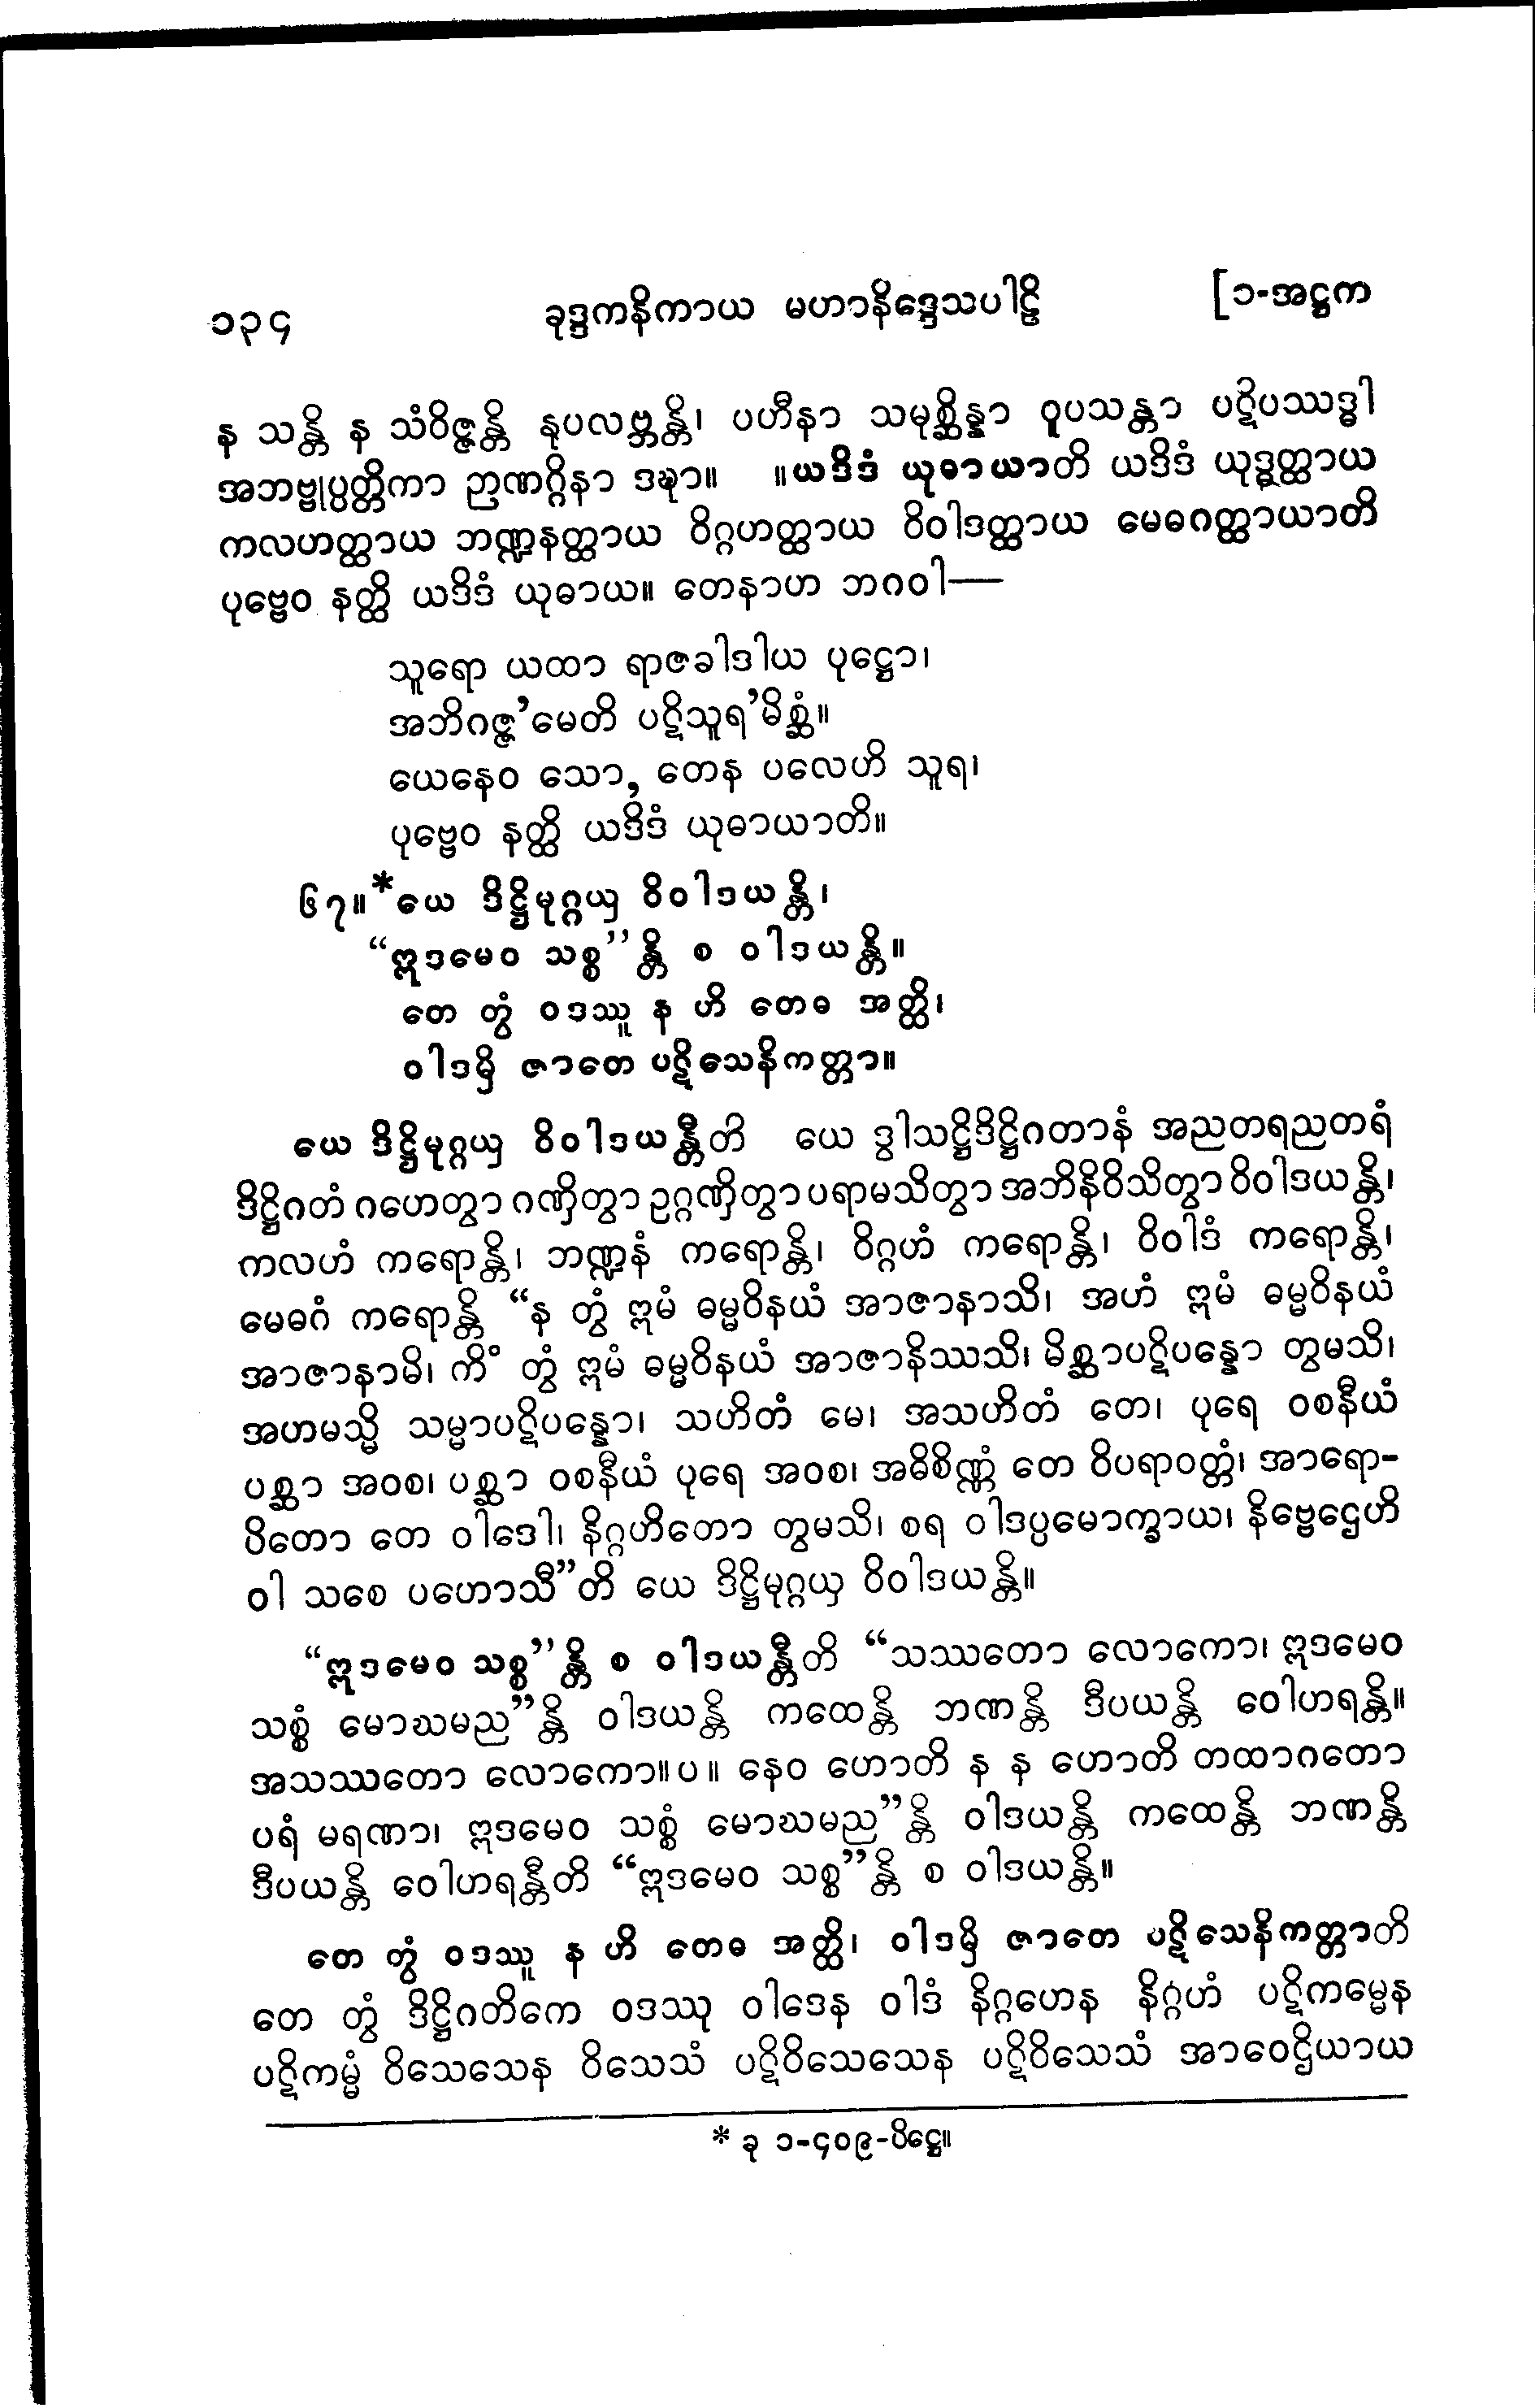 ၁၃၄ ခုဒ္ဒကနိကာယ မဟာနိဒ္ဒေသပါဠိ [၁-အဋ္ဌက
န သန္တိ န သံဝိဇ္ဇန္တိ နုပလဗ္ဘန္တိ၊ ပဟီနာ သမုစ္ဆိန္နာ ဝူပသန္တာ ပဋိပဿဒ္ဓါ
အဘဗ္ဗုပ္ပတ္တိကာ ဉာဏဂ္ဂိနာ ဒဍ္ဎာ။ ။ယဒိဒံ ယုဓာယာတိ ယဒိဒံ ယုဒ္ဓတ္ထာယ
ကလဟတ္ထာယ ဘဏ္ဍနတ္ထာယ ဝိဂ္ဂဟတ္ထာယ ဝိဝါဒတ္ထာယ မေဓဂတ္ထာယာတိ
ပုဗ္ဗေဝ နတ္ထိ ယဒိဒံ ယုဓာယ။ တေနာဟ ဘဂဝါ—
သူရော ယထာ ရာဇခါဒါယ ပုဋ္ဌော၊
အဘိဂဇ္ဇ’မေတိ ပဋိသူရ’မိစ္ဆံ။
ယေနေဝ သော, တေန ပလေဟိ သူရ၊
ပုဗ္ဗေဝ နတ္ထိ ယဒိဒံ ယုဓာယာတိ။
၆၇။*ယေ ဒိဋ္ဌိမုဂ္ဂယှ ဝိဝါဒယန္တိ၊
“ဣဒမေဝ သစ္စ”န္တိ စ ဝါဒယန္တိ။
တေ တွံ ဝဒဿူ န ဟိ တေဓ အတ္ထိ၊
ဝါဒမှိ ဇာတေ ပဋိသေနိကတ္တာ။
ယေ ဒိဋ္ဌိမုဂ္ဂယှ ဝိဝါဒယန္တီတိ ယေ ဒွါသဋ္ဌိဒိဋ္ဌိဂတာနံ အညတရညတရံ
ဒိဋ္ဌိဂတံ ဂဟေတွာ ဂဏှိတွာ ဥဂ္ဂဏှိတွာ ပရာမသိတွာ အဘိနိဝိသိတွာ ဝိဝါဒယန္တိ၊
ကလဟံ ကရောန္တိ၊ ဘဏ္ဍနံ ကရောန္တိ၊ ဝိဂ္ဂဟံ ကရောန္တိ၊ ဝိဝါဒံ ကရောန္တိ၊
မေဓဂံ ကရောန္တိ “န တွံ ဣမံ ဓမ္မဝိနယံ အာဇာနာသိ၊ အဟံ ဣမံ ဓမ္မဝိနယံ
အာဇာနာမိ၊ ကိံ တွံ ဣမံ ဓမ္မဝိနယံ အာဇာနိဿသိ၊ မိစ္ဆာပဋိပန္နော တွမသိ၊
အဟမသ္မိ သမ္မာပဋိပန္နော၊ သဟိတံ မေ၊ အသဟိတံ တေ၊ ပုရေ ဝစနီယံ
ပစ္ဆာ အဝစ၊ ပစ္ဆာ ဝစနီယံ ပုရေ အဝစ၊ အဓိစိဏ္ဏံ တေ ဝိပရာဝတ္တံ၊ အာရော-
ပိတော တေ ဝါဒေါ၊ နိဂ္ဂဟိတော တွမသိ၊ စရ ဝါဒပ္ပမောက္ခာယ၊ နိဗ္ဗေဌေဟိ
ဝါ သစေ ပဟောသီ”တိ ယေ ဒိဋ္ဌိမုဂ္ဂယှ ဝိဝါဒယန္တိ။
“ဣဒမေဝ သစ္စ”န္တိ စ ဝါဒယန္တီတိ “သဿတော လောကော၊ ဣဒမေဝ
သစ္စံ မောဃမည”န္တိ ဝါဒယန္တိ ကထေန္တိ ဘဏန္တိ ဒီပယန္တိ ဝေါဟရန္တိ။
အသဿတော လောကော။ပ။ နေဝ ဟောတိ န န ဟောတိ တထာဂတော
ပရံ မရဏာ၊ ဣဒမေဝ သစ္စံ မောဃမည”န္တိ ဝါဒယန္တိ ကထေန္တိ ဘဏန္တိ
ဒီပယန္တိ ဝေါဟရန္တီတိ “ဣဒမေဝ သစ္စ”န္တိ စ ဝါဒယန္တိ။
တေ တွံ ဝဒဿူ န ဟိ တေဓ အတ္ထိ၊ ဝါဒမှိ ဇာတေ ပဋိသေနိကတ္တာတိ
တေ တွံ ဒိဋ္ဌိဂတိကေ ဝဒဿု ဝါဒေန ဝါဒံ နိဂ္ဂဟေန နိဂ္ဂဟံ ပဋိကမ္မေန
ပဋိကမ္မံ ဝိသေသေန ဝိသေသံ ပဋိဝိသေသေန ပဋိဝိသေသံ အာဝေဌိယာယ
* ခု ၁-၄၀၉-ပိဋ္ဌေ။